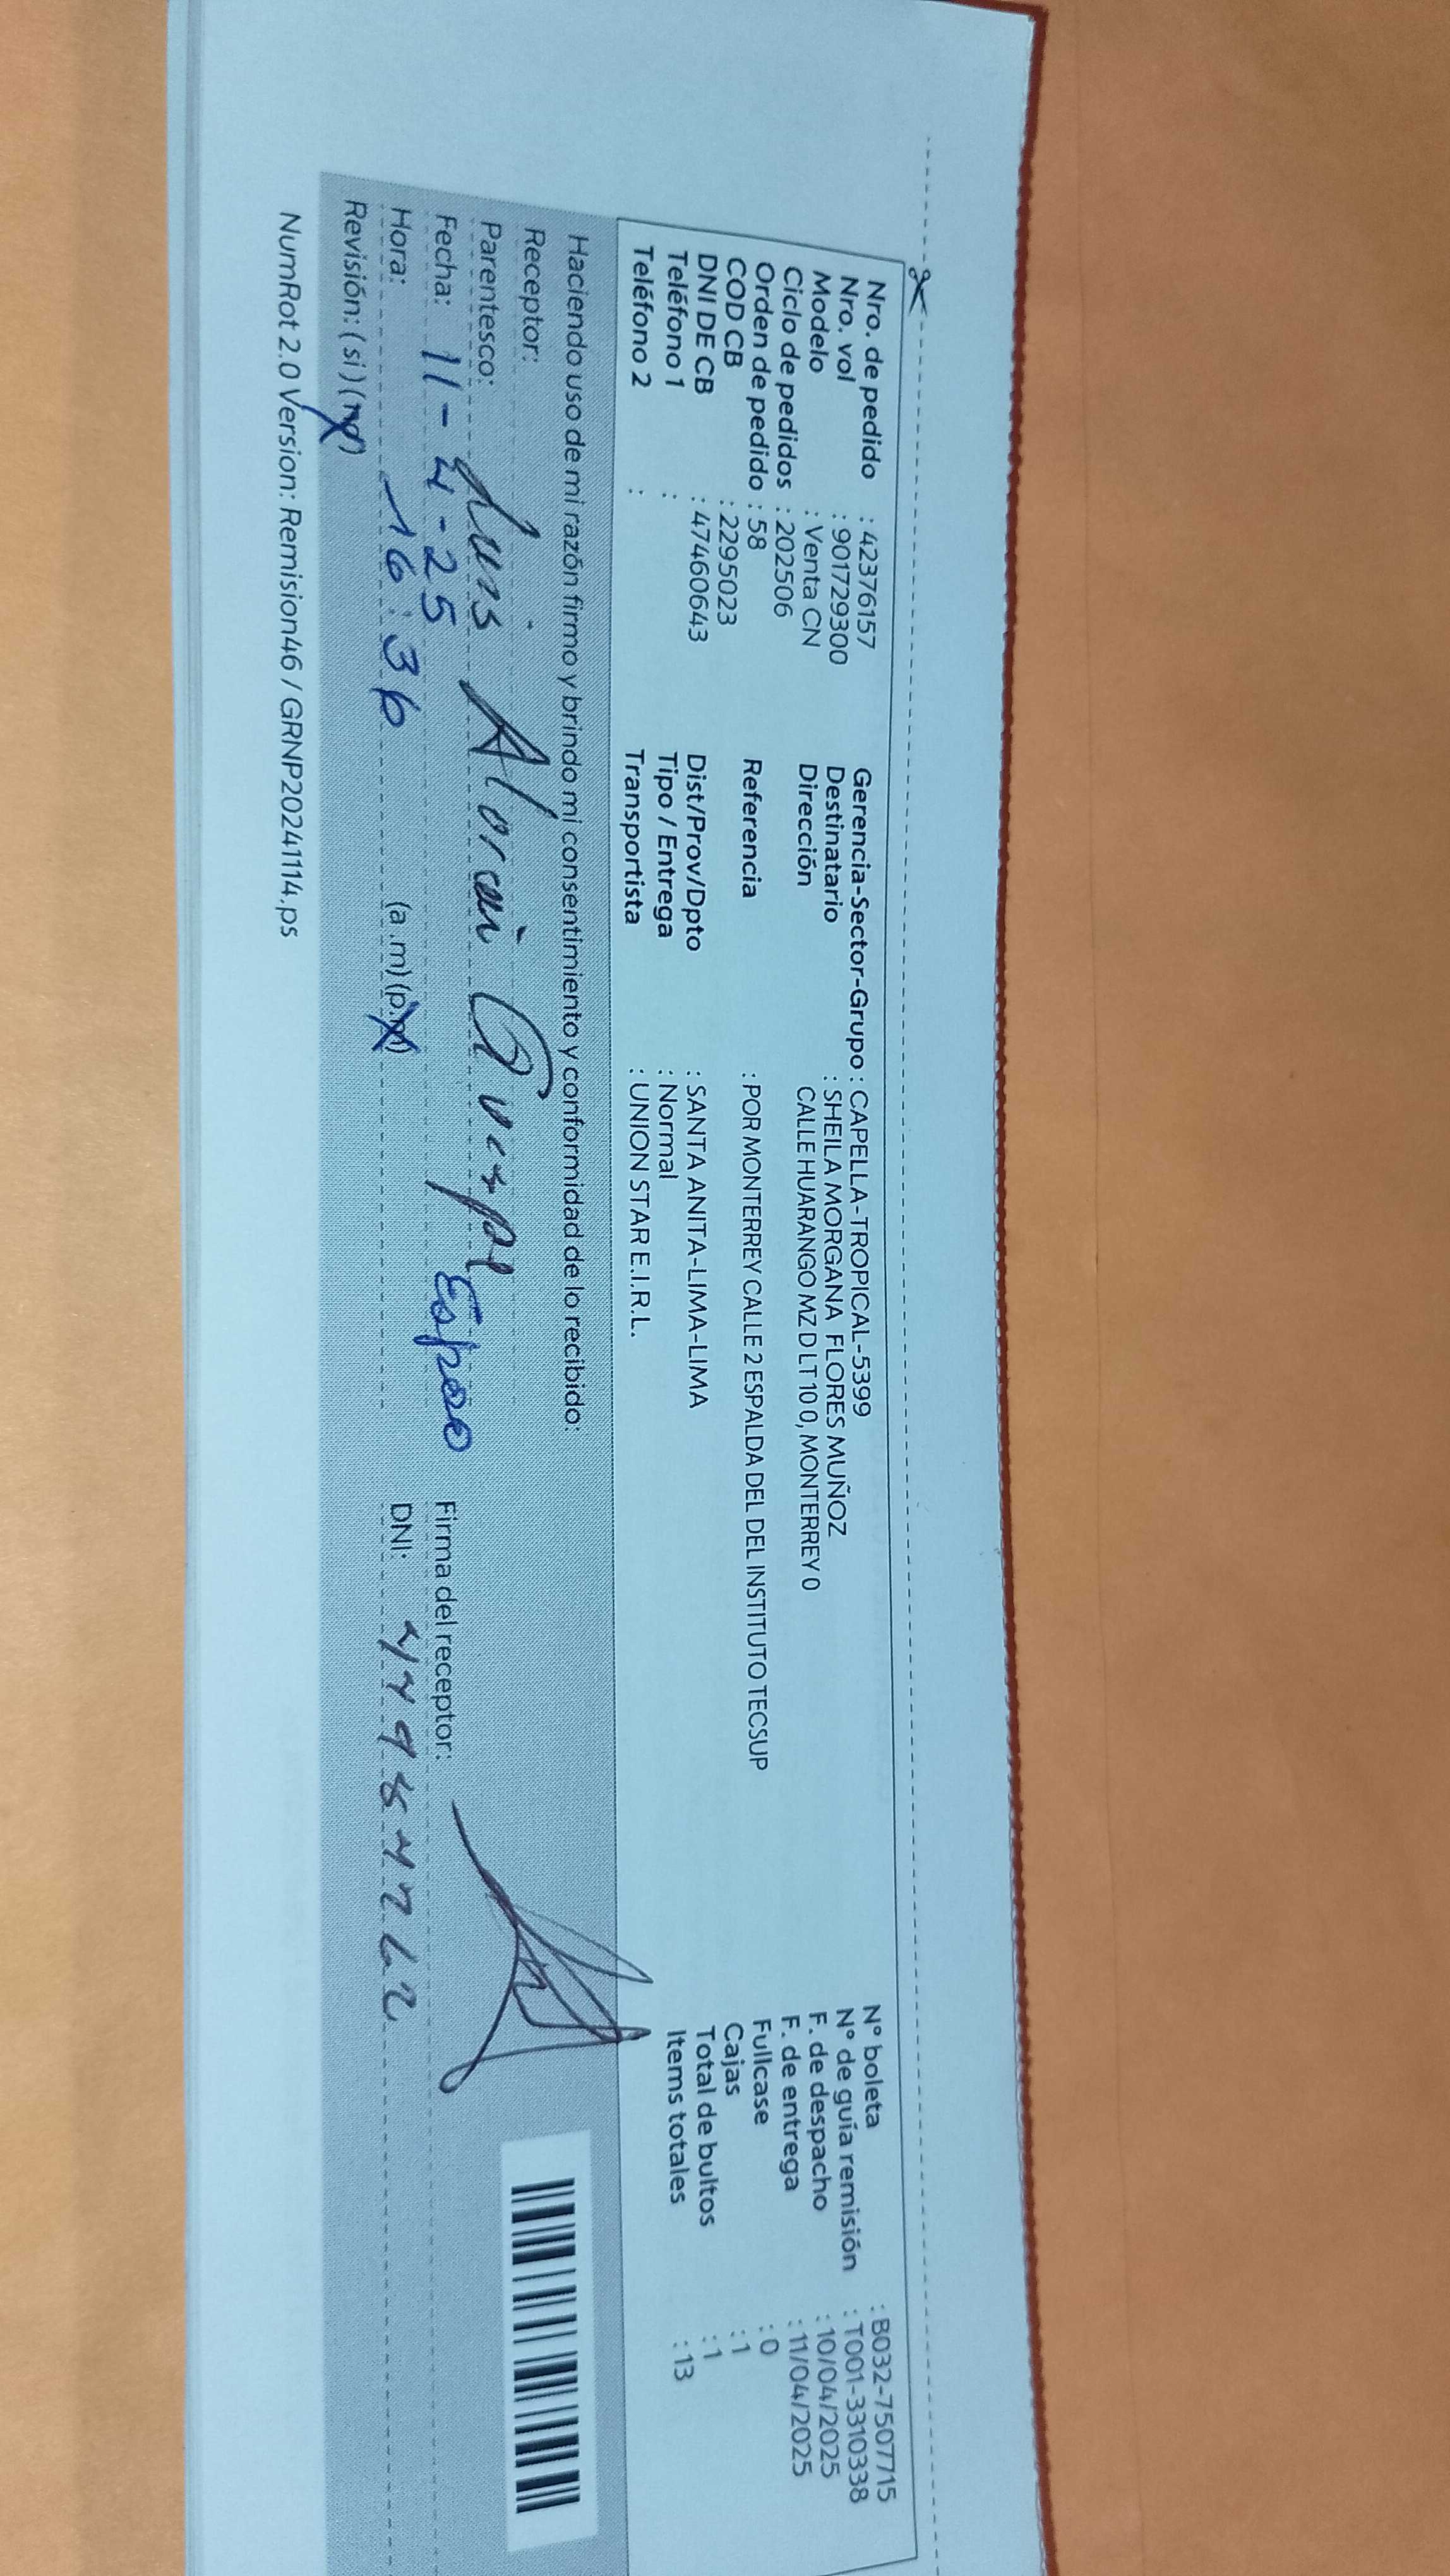 Nro. de pedido : 42376157
Nro. vol : 901729300
Modelo : Venta CN
Ciclo de pedidos : 202506
Orden de pedido : 58
COD CB : 2295023
DNI DE CB : 47460643
Teléfono 1 :
Teléfono 2 :
Gerencia-Sector-Grupo : CAPELLA-TROPICAL-5399
Destinatario : SHEILA MORGANA FLORES MUÑOZ
Dirección CALLE HUARANGO MZ D LT 10 0, MONTERREY 0
Referencia : POR MONTERREY CALLE 2 ESPALDA DEL DEL INSTITUTO TECSUP
Dist/Prov/Dpto : SANTA ANITA-LIMA-LIMA
Tipo / Entrega : Normal
Transportista : UNION STAR E.I.R.L.
N° boleta : B032-7507715
N° de guía remisión : T001-3310338
F. de despacho : 10/04/2025
F. de entrega : 11/04/2025
Fullcase : 0
Cajas : 1
Total de bultos : 1
Items totales : 13
Haciendo uso de mi razón firmo y brindo mi consentimiento y conformidad de lo recibido:
Receptor:
Parentesco: Luis Quispe Esposo
Fecha: 11-4-25
Hora: 16:36 (a.m)(p.m)
Revisión: (si)(no)
Firma del receptor:
DNI:
NumRot 2.0 Version: Remision46 / GRNP20241114.ps